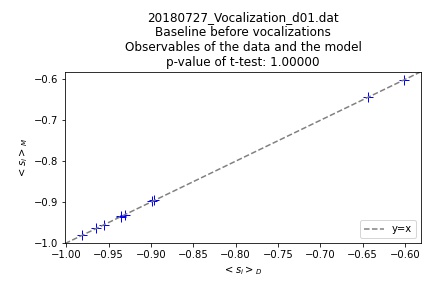 20180727_Vocalization_d01.dat
Baseline before vocalizations
Observables of the data and the model
p-value of t-test: 1.00000
−0.6
−0.7
−0.8
−0.9
−1.0
< s_i >_M
y=x
−1.00
−0.95
−0.90
−0.85
−0.80
−0.75
−0.70
−0.65
−0.60
< s_i >_D